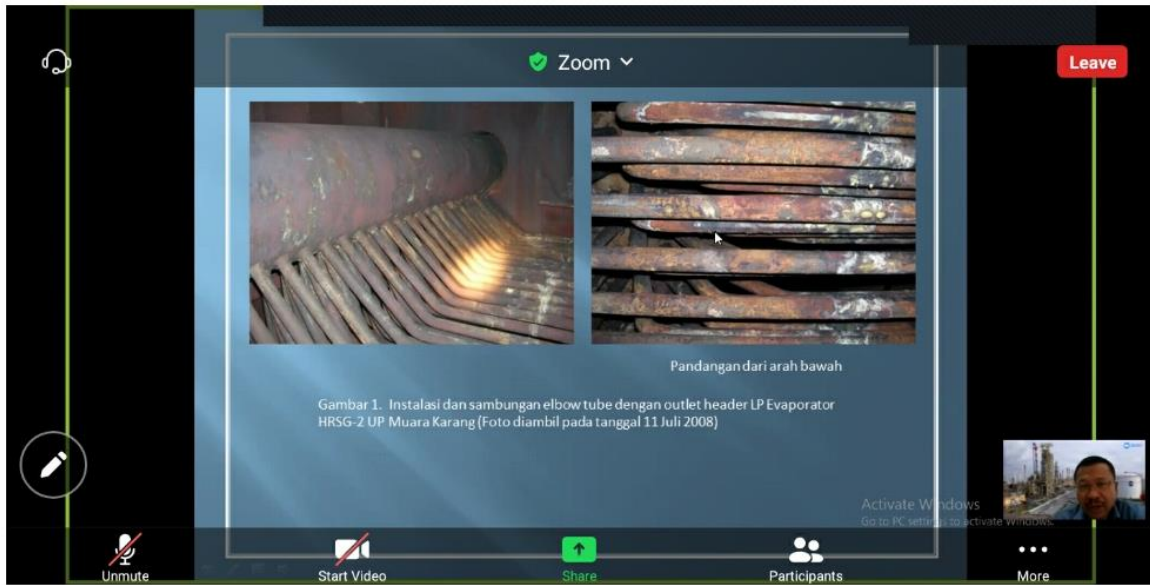 Zoom
Leave
Pandangan dari arah bawah
Gambar 1. Instalasi dan sambungan elbow tube dengan outlet header LP Evaporator
HRSG-2 UP Muara Karang (Foto diambil pada tanggal 11 Juli 2008)
Activate Windows
Go to PC settings to activate Windows.
Unmute
Start Video
Share
Participants
More